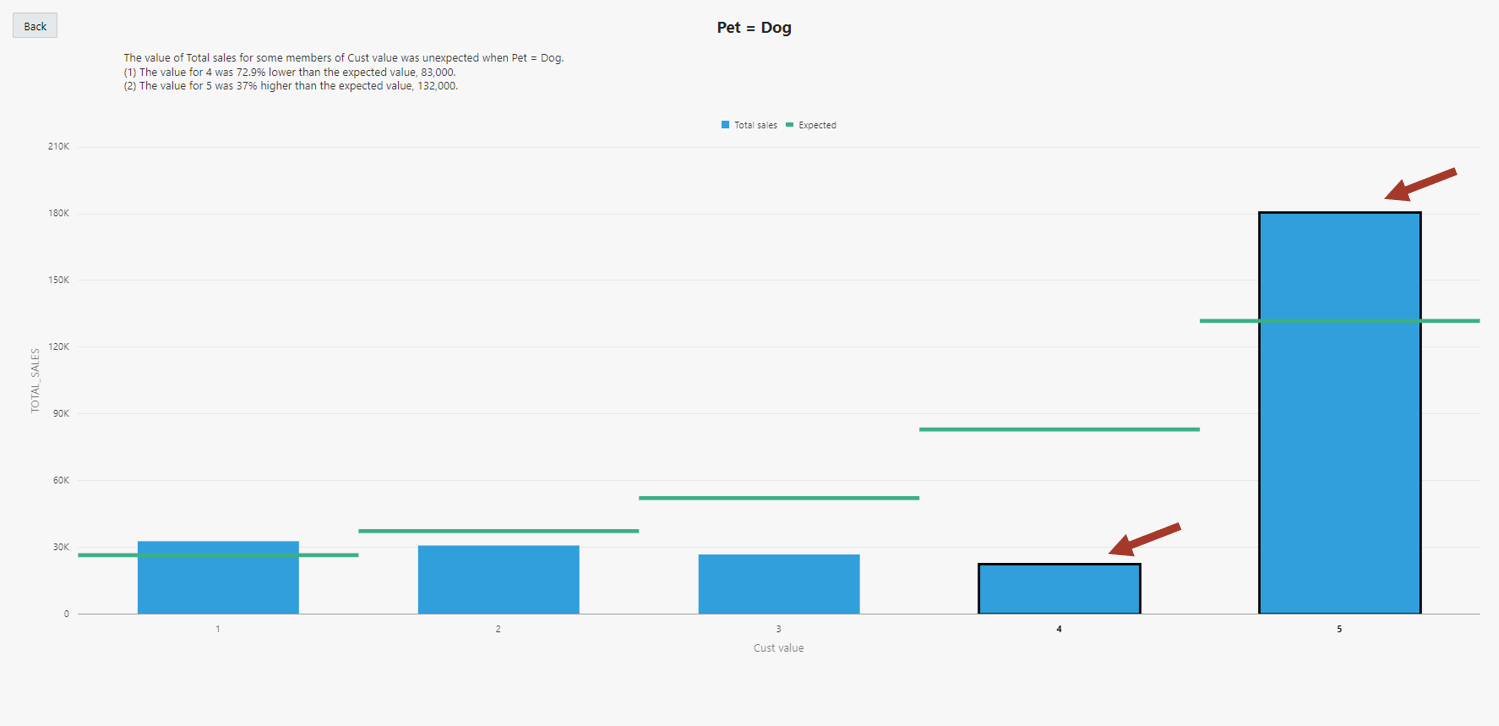 Back
Pet = Dog
The value of Total sales for some members of Cust value was unexpected when Pet = Dog.
(1) The value for 4 was 72.9% lower than the expected value, 83,000.
(2) The value for 5 was 37% higher than the expected value, 132,000.
Total sales Expected
210K
180K
150K
120K
90K
60K
30K
0
TOTAL_SALES
1 2 3 4 5
Cust value